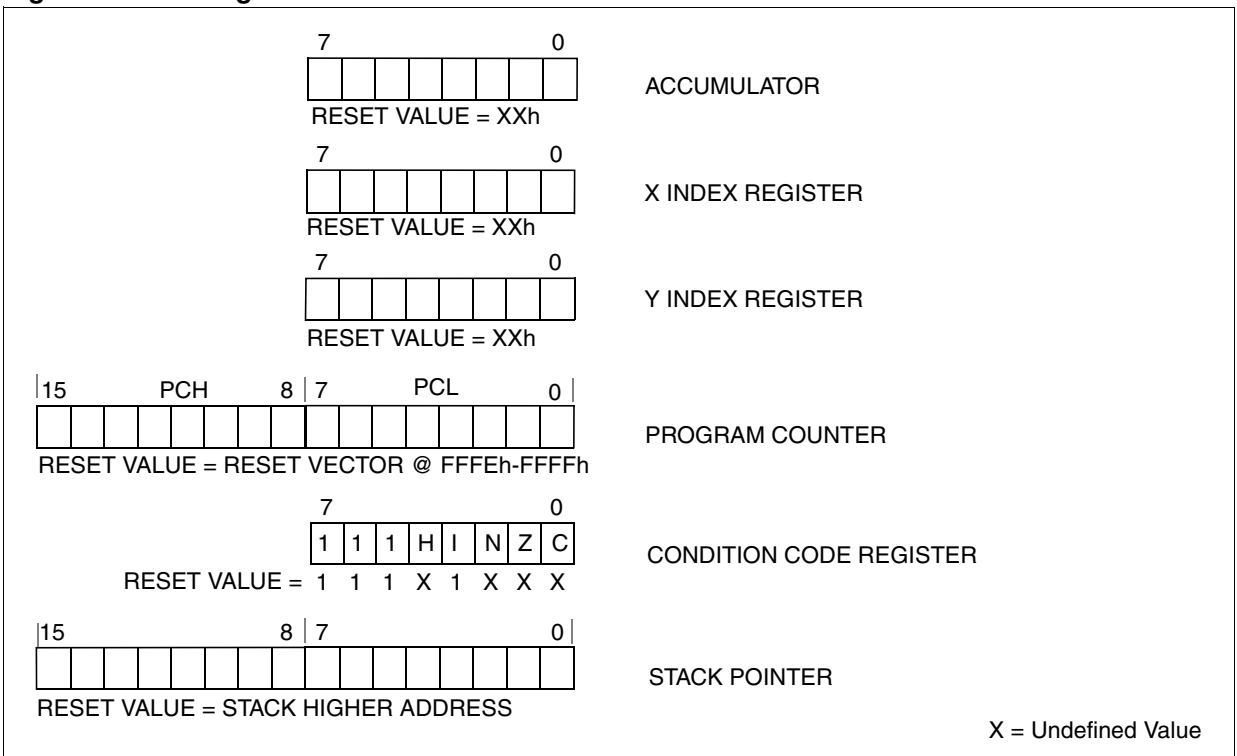 7 0
ACCUMULATOR
RESET VALUE = XXh
7 0
X INDEX REGISTER
RESET VALUE = XXh
7 0
Y INDEX REGISTER
RESET VALUE = XXh
15 PCH 8 7 PCL 0
PROGRAM COUNTER
RESET VALUE = RESET VECTOR @ FFFEh-FFFFh
7 0
1 1 1 H I N Z C
CONDITION CODE REGISTER
RESET VALUE = 1 1 1 X 1 X X X
15 8 7 0
STACK POINTER
RESET VALUE = STACK HIGHER ADDRESS
X = Undefined Value